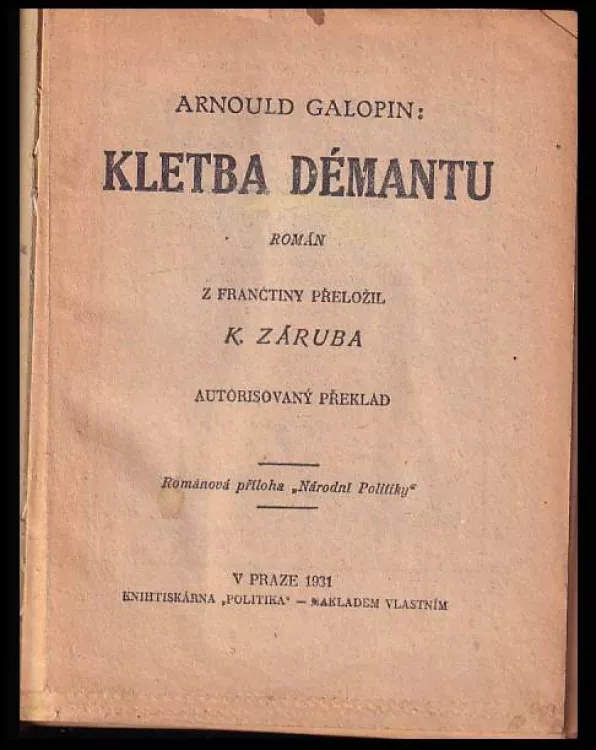 ARNOULD GALOPIN:
KLETBA DÉMANTU
ROMÁN
Z FRANČTINY PŘELOŽIL
K. ZÁRUBA
AUTORISOVANÝ PŘEKLAD
Románová příloha „Národní Politiky“
V PRAZE 1931
KNIHTISKÁRNA „POLITIKA“ — NAKLADEM VLASTNÍM